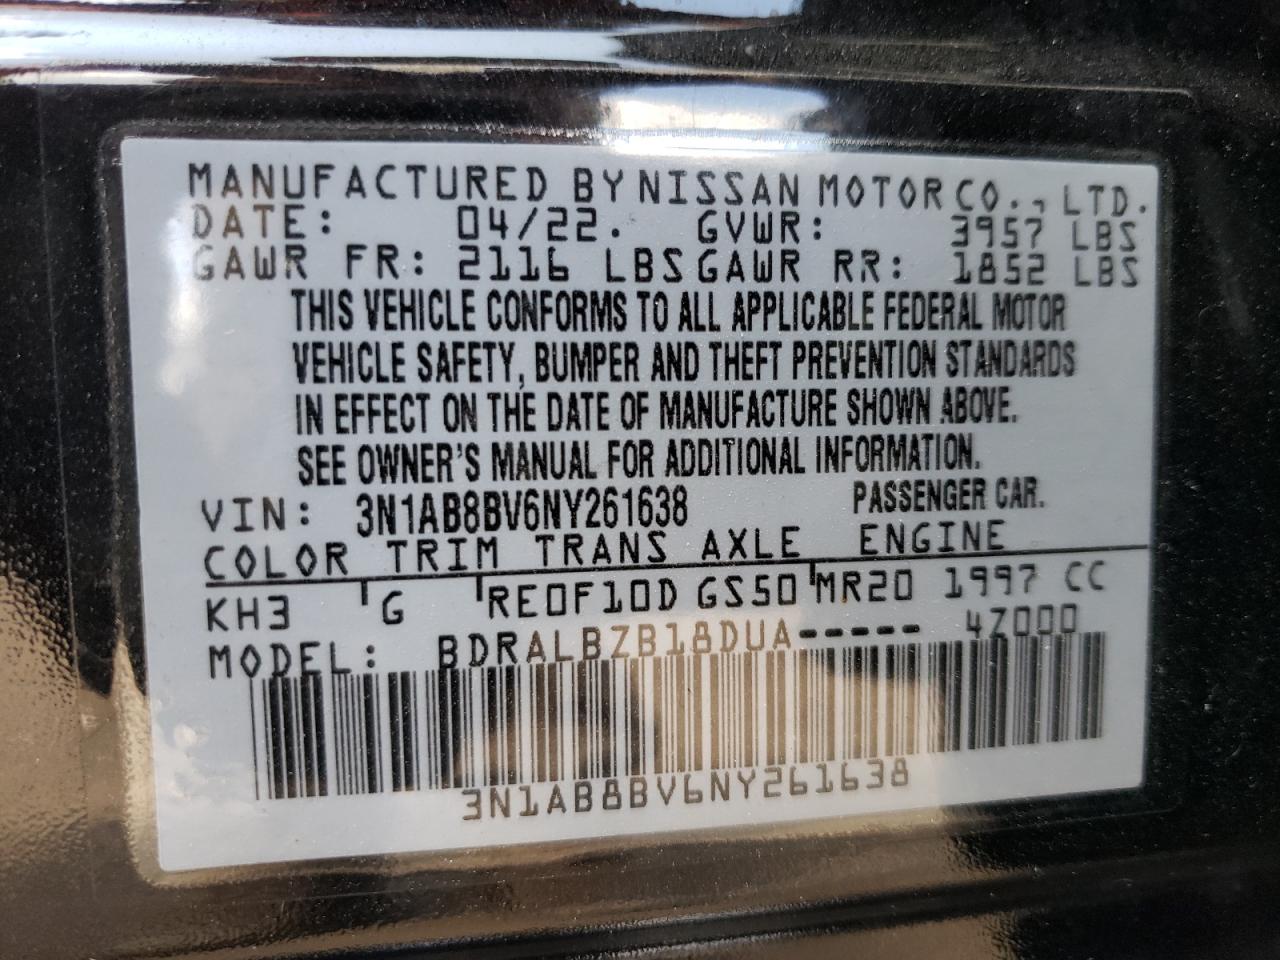 MANUFACTURED BY NISSAN MOTOR CO., LTD.
DATE: 04/22. GVWR: 3957 LBS
GAWR FR: 2116 LBS GAWR RR: 1852 LBS
THIS VEHICLE CONFORMS TO ALL APPLICABLE FEDERAL MOTOR
VEHICLE SAFETY, BUMPER AND THEFT PREVENTION STANDARDS
IN EFFECT ON THE DATE OF MANUFACTURE SHOWN ABOVE.
SEE OWNER'S MANUAL FOR ADDITIONAL INFORMATION.
VIN: 3N1AB8BV6NY261638 PASSENGER CAR.
COLOR TRIM TRANS AXLE ENGINE
KH3 G RE0F10D GS50 MR20 1997 CC
MODEL: BDRALBZB18DUA----- 4Z000
3N1AB8BV6NY261638